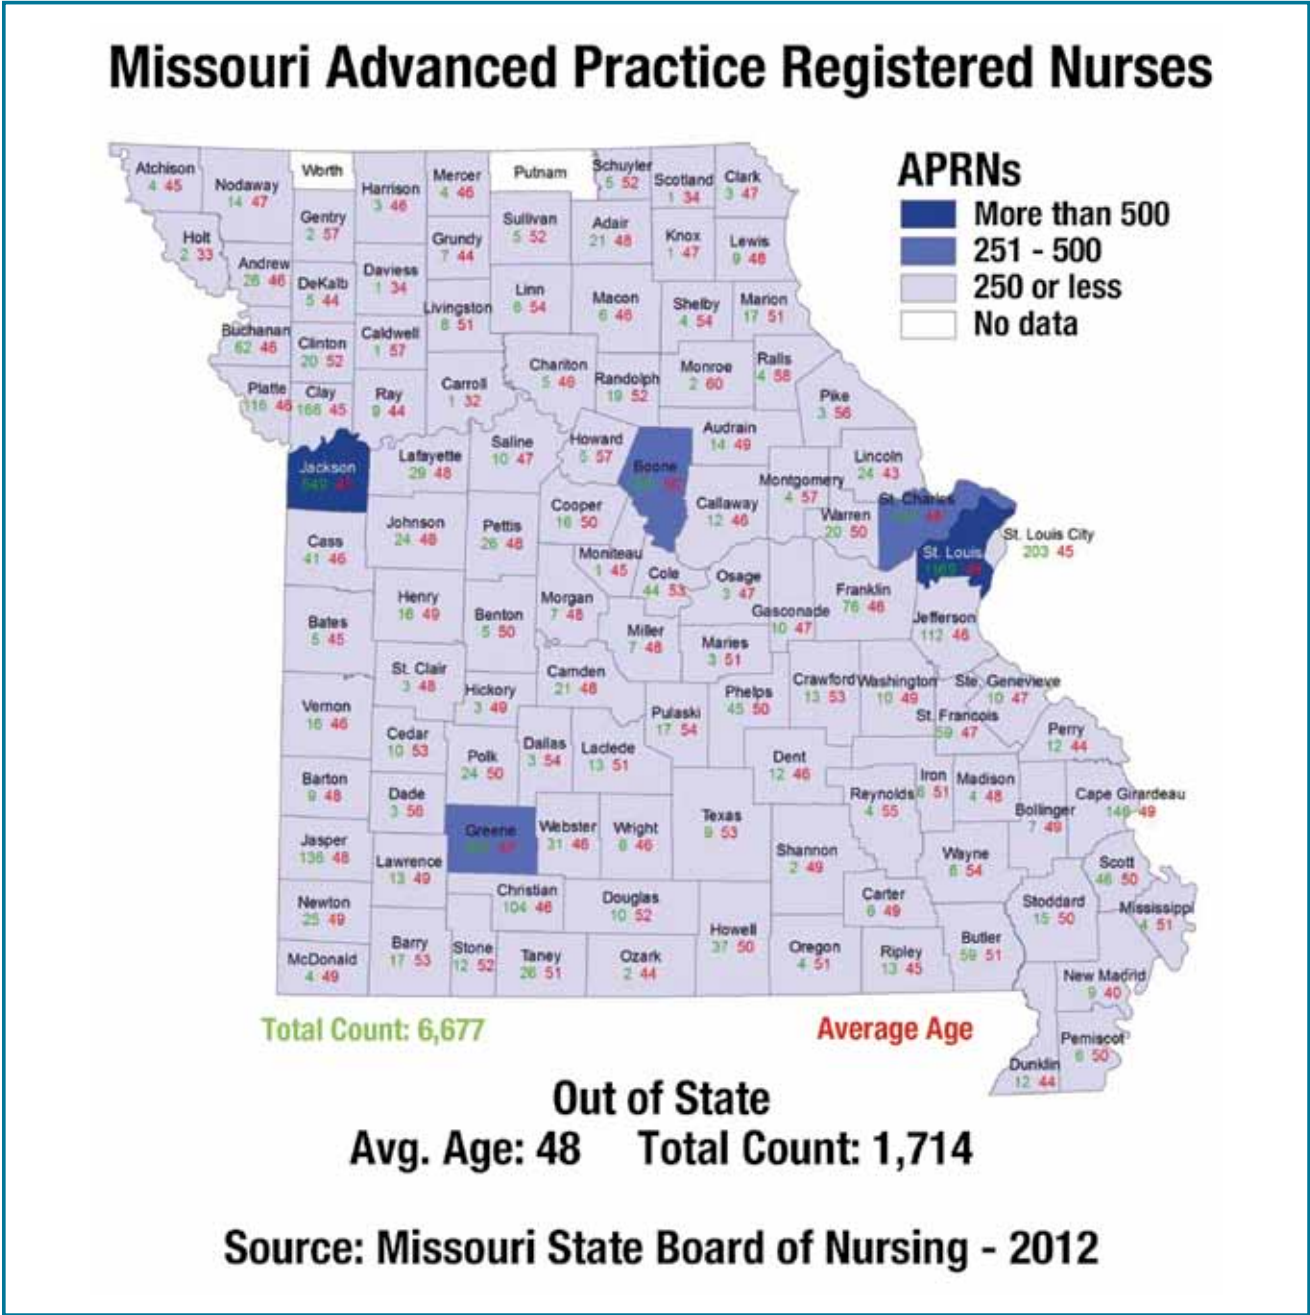 Missouri Advanced Practice Registered Nurses
APRNs
More than 500
251 - 500
250 or less
No data
Atchison
4 45
Nodaway
14 47
Worth
Harrison
3 46
Mercer
4 46
Putnam
Schuyler
5 52
Scotland
1 34
Clark
3 47
Holt
2 33
Gentry
2 57
Grundy
7 44
Sullivan
5 52
Adair
21 48
Knox
1 47
Lewis
9 48
Andrew
26 46
DeKalb
5 44
Daviess
1 34
Livingston
8 51
Linn
6 54
Macon
6 46
Shelby
4 54
Marion
17 51
Buchanan
62 46
Clinton
20 52
Caldwell
1 57
Chariton
5 46
Randolph
19 52
Monroe
2 60
Ralls
4 58
Platte
116 46
Clay
166 45
Ray
9 44
Carroll
1 32
Pike
3 56
Jackson
Lafayette
29 48
Saline
10 47
Howard
5 57
Boone
Audrain
14 49
Lincoln
24 43
Montgomery
4 57
St. Charles
Callaway
12 46
Warren
20 50
St. Louis City
203 45
St. Louis
Cass
41 46
Johnson
24 48
Pettis
26 48
Cooper
16 50
Moniteau
1 45
Cole
44 53
Osage
3 47
Gasconade
10 47
Franklin
76 46
Jefferson
112 46
Bates
5 45
Henry
16 49
Benton
5 50
Morgan
7 48
Miller
7 48
Maries
3 51
St. Clair
3 48
Hickory
3 49
Camden
21 48
Pulaski
17 54
Phelps
45 50
Crawford
13 53
Washington
10 49
Ste. Genevieve
10 47
St. Francois
59 47
Perry
12 44
Vernon
16 46
Cedar
10 53
Polk
24 50
Dallas
3 54
Laclede
13 51
Dent
12 46
Reynolds
4 55
Iron
51
Madison
4 48
Bollinger
7 49
Cape Girardeau
146 49
Barton
9 48
Dade
3 56
Greene
Webster
31 46
Wright
8 46
Texas
9 53
Shannon
2 49
Wayne
6 54
Scott
46 50
Jasper
136 48
Lawrence
13 49
Christian
104 46
Douglas
10 52
Carter
6 49
Stoddard
15 50
Mississippi
4 51
Newton
25 49
McDonald
4 49
Barry
17 53
Stone
12 52
Taney
26 51
Ozark
2 44
Howell
37 50
Oregon
4 51
Ripley
13 45
Butler
59 51
New Madrid
9 40
Pemiscot
6 50
Dunklin
12 44
Total Count: 6,677
Average Age
Out of State
Avg. Age: 48 Total Count: 1,714
Source: Missouri State Board of Nursing - 2012